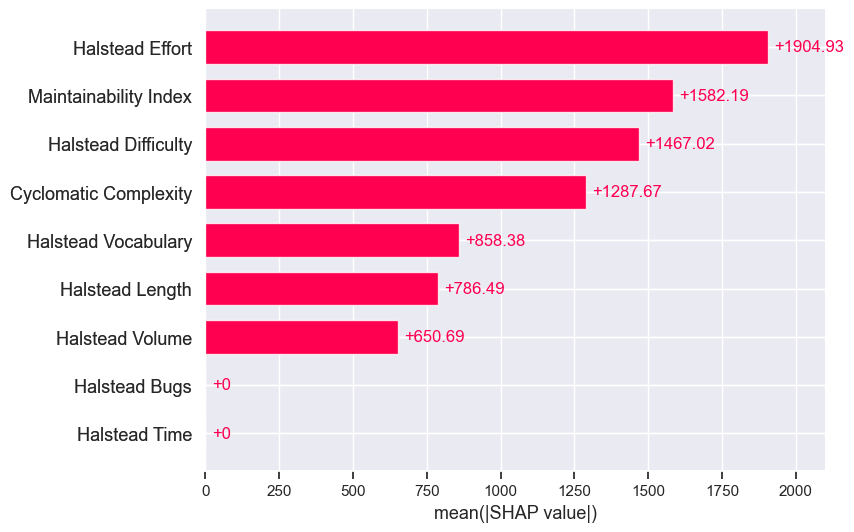 Halstead Effort +1904.93
Maintainability Index +1582.19
Halstead Difficulty +1467.02
Cyclomatic Complexity +1287.67
Halstead Vocabulary +858.38
Halstead Length +786.49
Halstead Volume +650.69
Halstead Bugs +0
Halstead Time +0
0 250 500 750 1000 1250 1500 1750 2000
mean(|SHAP value|)